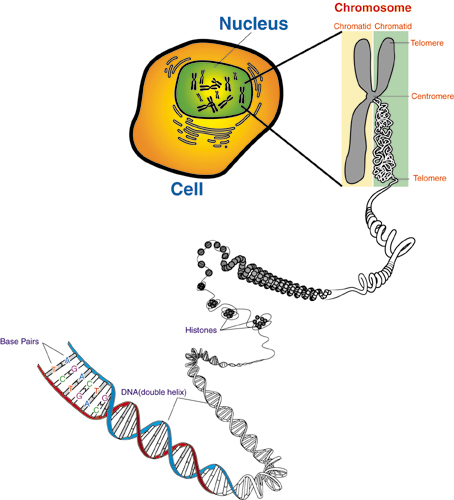 Chromosome
Nucleus
Chromatid Chromatid
Telomere
Centromere
Telomere
Cell
Histones
Base Pairs
DNA(double helix)